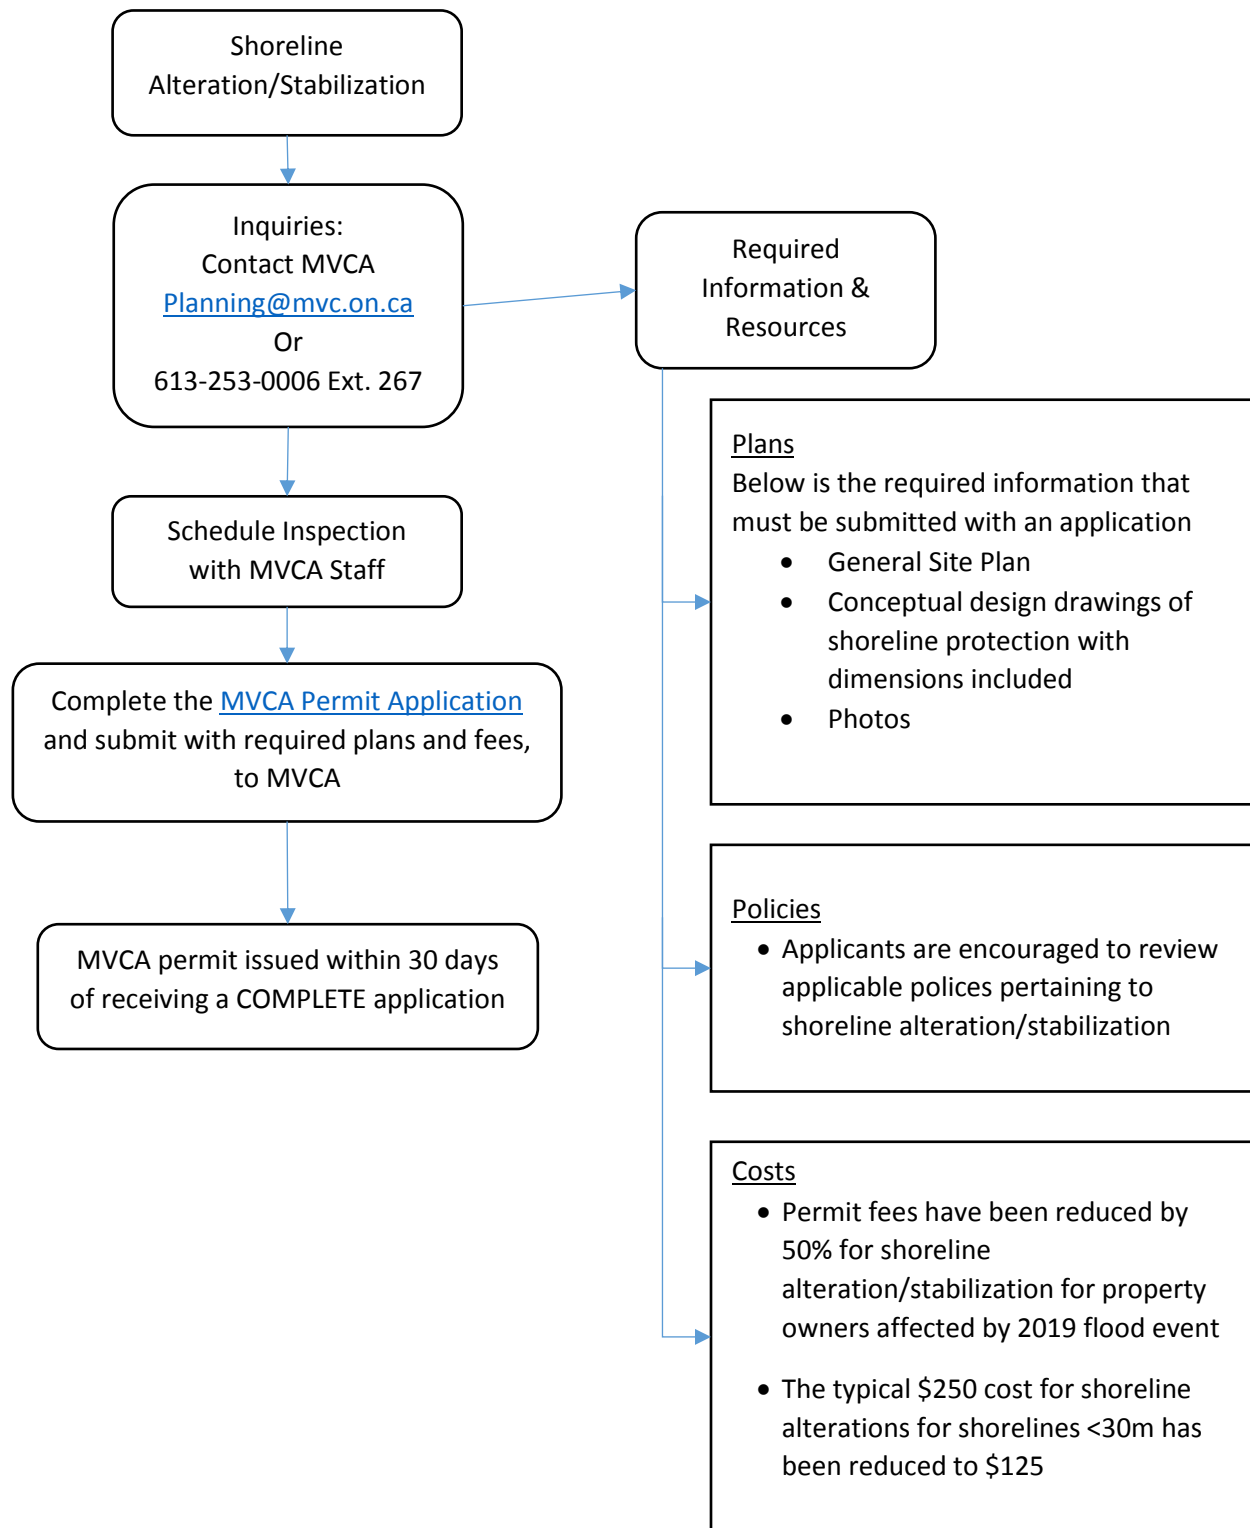 Shoreline
Alteration/Stabilization
Inquiries:
Contact MVCA
Planning@mvc.on.ca
Or
613-253-0006 Ext. 267
Schedule Inspection
with MVCA Staff
Complete the MVCA Permit Application
and submit with required plans and fees,
to MVCA
MVCA permit issued within 30 days
of receiving a COMPLETE application
Required
Information &
Resources
Plans
Below is the required information that
must be submitted with an application
• General Site Plan
• Conceptual design drawings of
shoreline protection with
dimensions included
• Photos
Policies
• Applicants are encouraged to review
applicable polices pertaining to
shoreline alteration/stabilization
Costs
• Permit fees have been reduced by
50% for shoreline
alteration/stabilization for property
owners affected by 2019 flood event
• The typical $250 cost for shoreline
alterations for shorelines <30m has
been reduced to $125